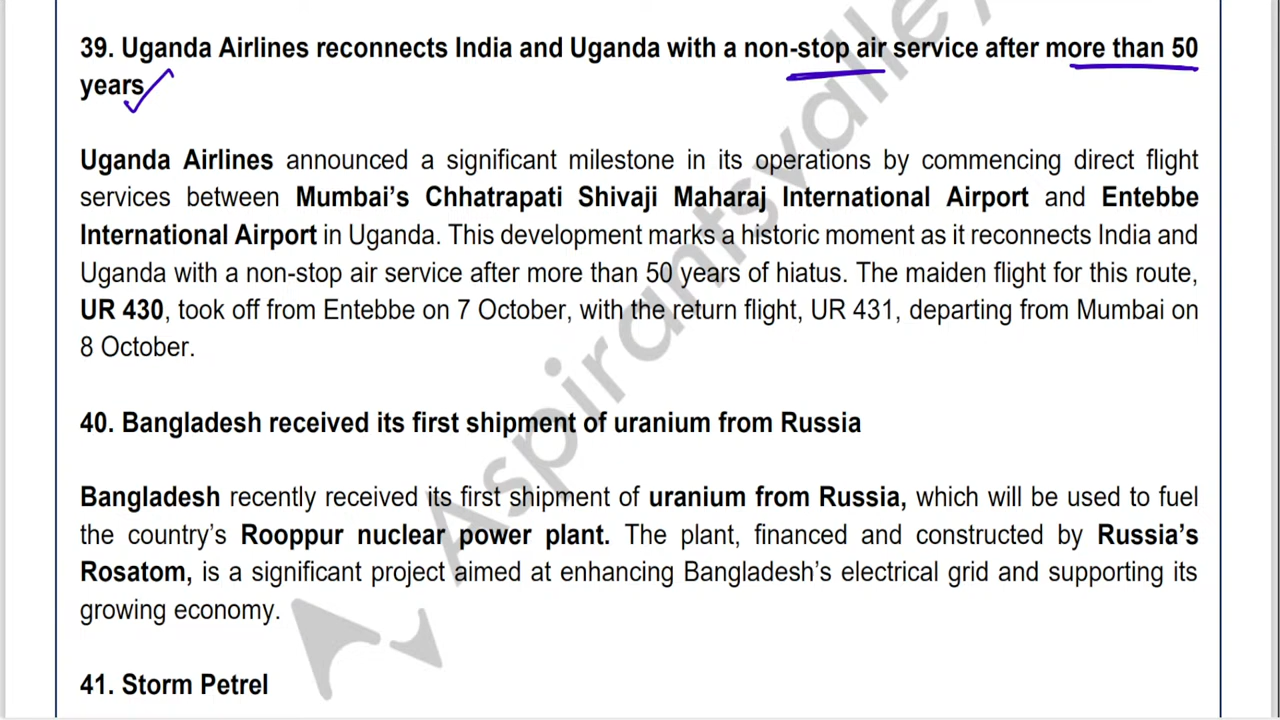 39. Uganda Airlines reconnects India and Uganda with a non-stop air service after more than 50
years
Uganda Airlines announced a significant milestone in its operations by commencing direct flight
services between Mumbai's Chhatrapati Shivaji Maharaj International Airport and Entebbe
International Airport in Uganda. This development marks a historic moment as it reconnects India and
Uganda with a non-stop air service after more than 50 years of hiatus. The maiden flight for this route,
UR 430, took off from Entebbe on 7 October, with the return flight, UR 431, departing from Mumbai on
8 October.
40. Bangladesh received its first shipment of uranium from Russia
Bangladesh recently received its first shipment of uranium from Russia, which will be used to fuel
the country's Rooppur nuclear power plant. The plant, financed and constructed by Russia's
Rosatom, is a significant project aimed at enhancing Bangladesh's electrical grid and supporting its
growing economy.
41. Storm Petrel
Aspirantsvalley